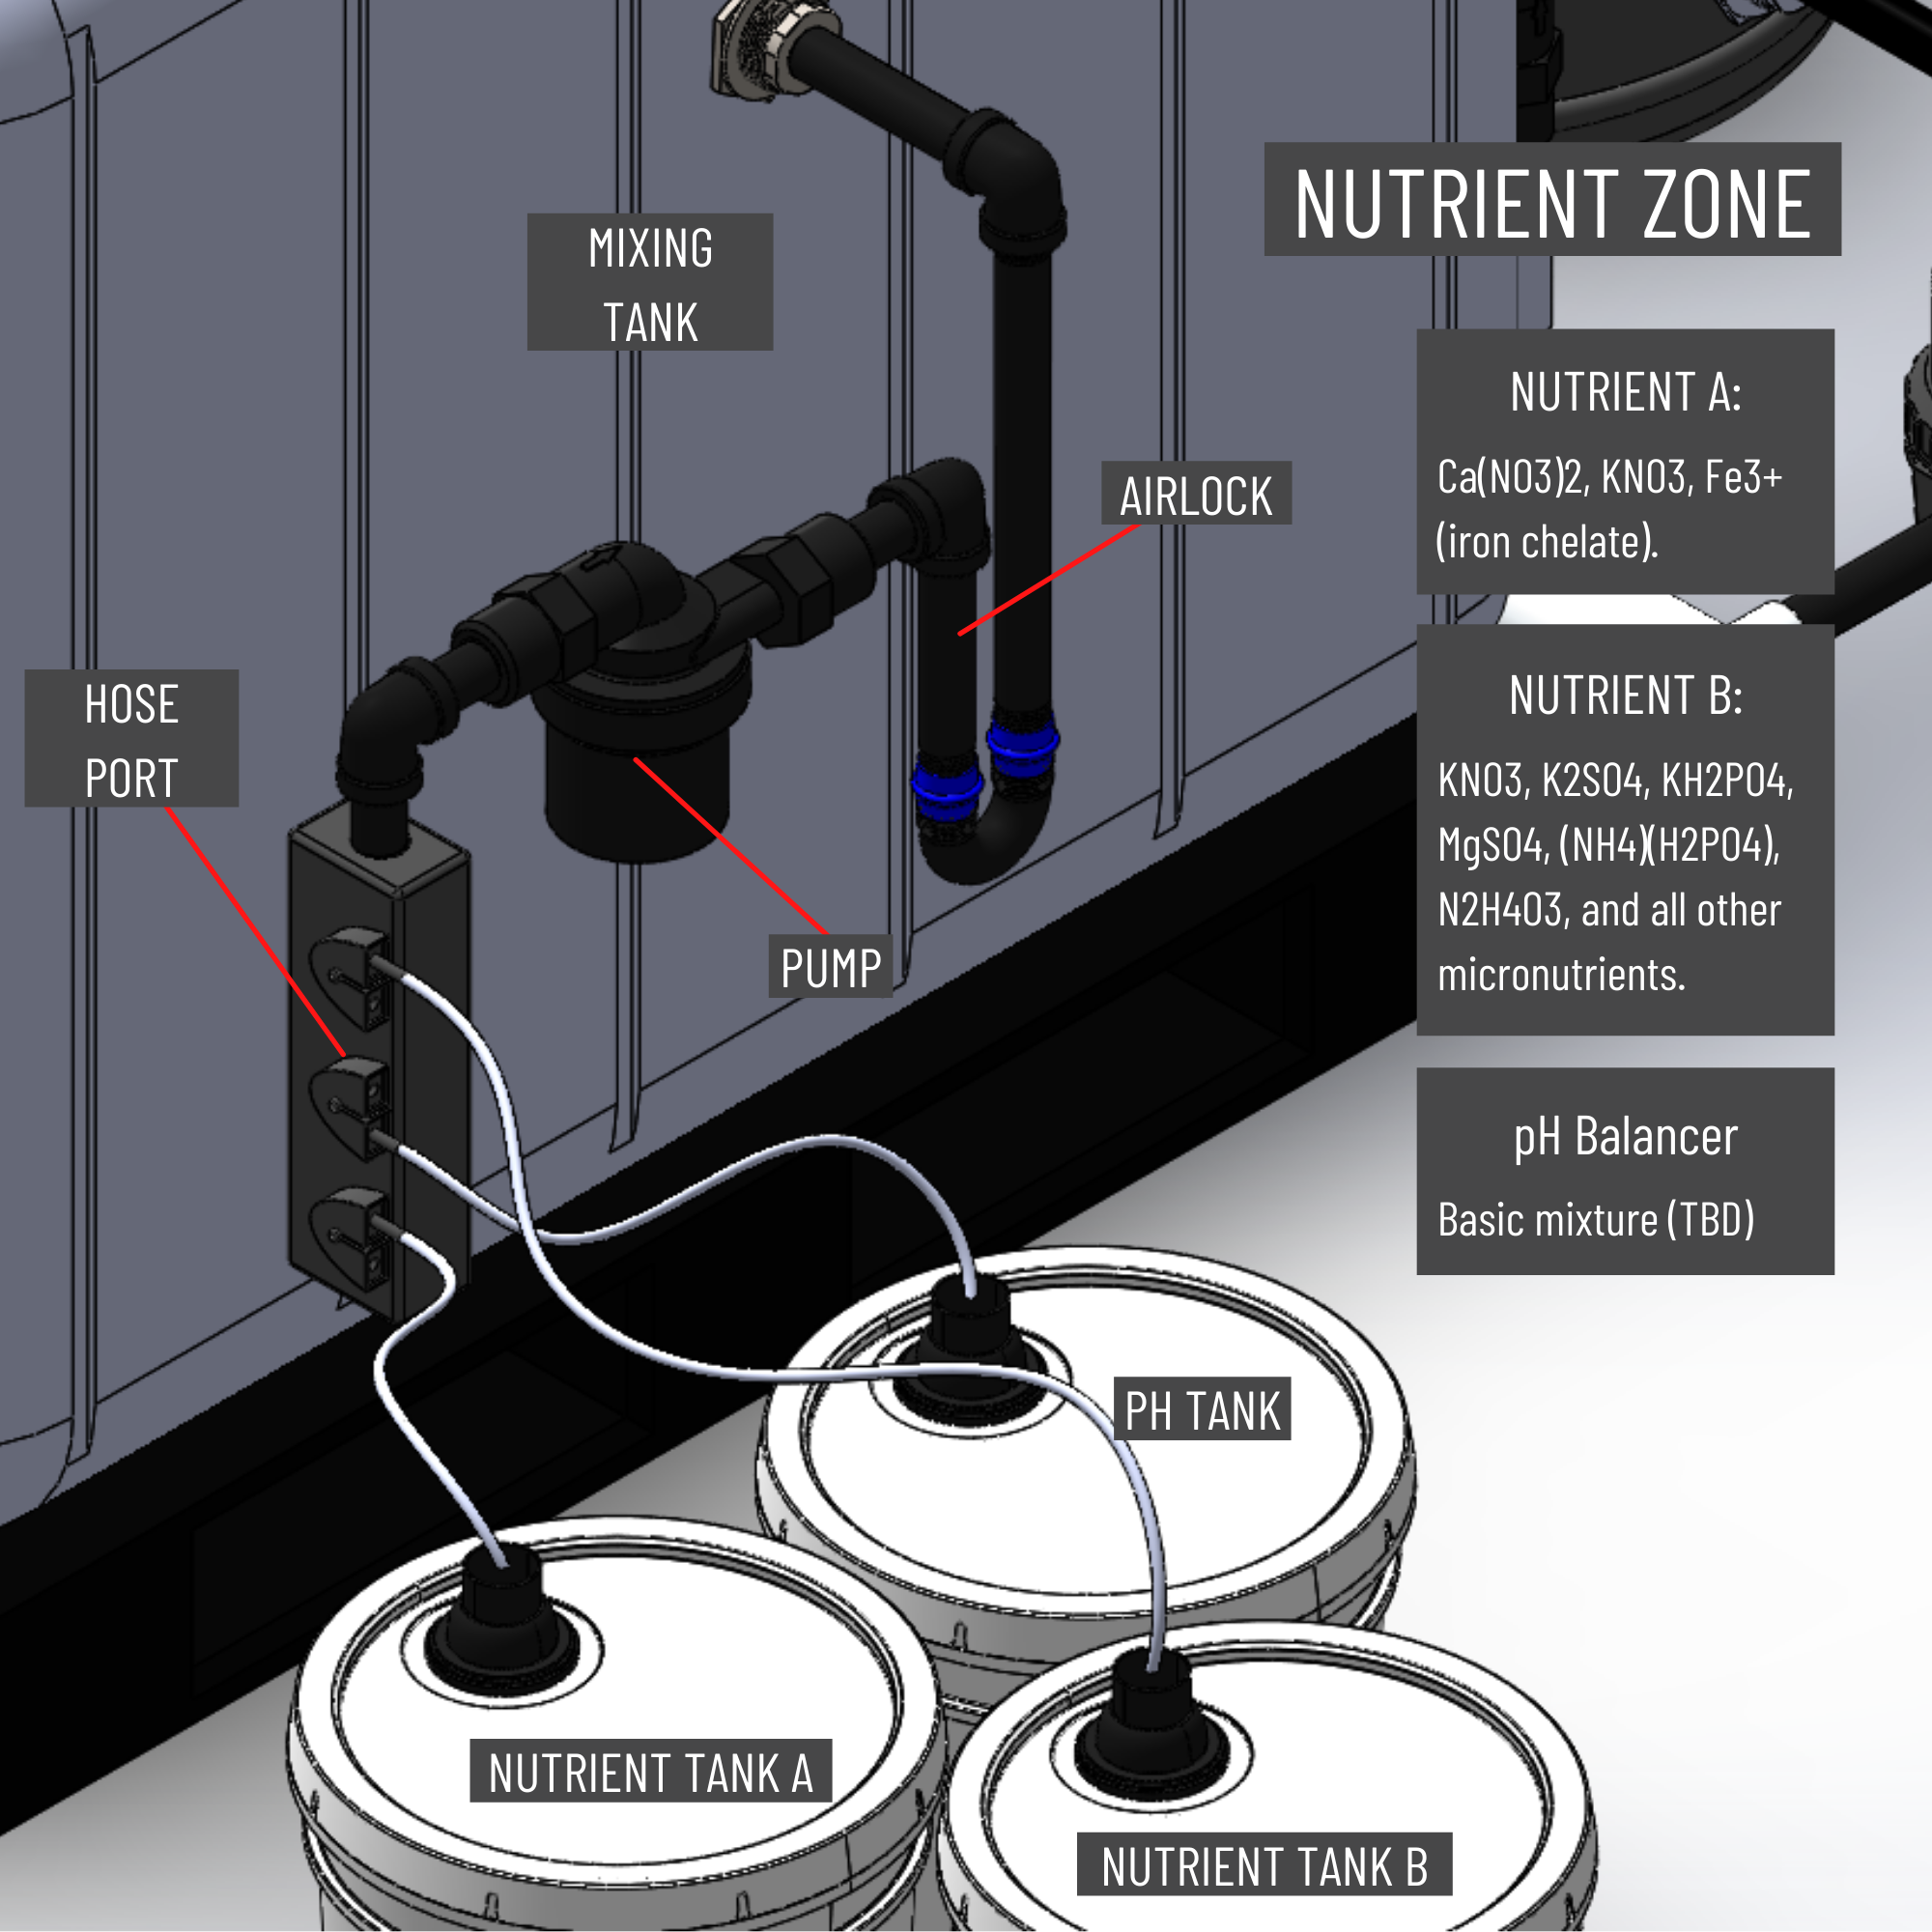 NUTRIENT ZONE
MIXING
TANK
NUTRIENT A:
Ca(NO3)2, KNO3, Fe3+
(iron chelate).
AIRLOCK
HOSE
PORT
NUTRIENT B:
KNO3, K2SO4, KH2PO4,
MgSO4, (NH4)(H2PO4),
N2H4O3, and all other
micronutrients.
PUMP
pH Balancer
Basic mixture (TBD)
PH TANK
NUTRIENT TANK A
NUTRIENT TANK B